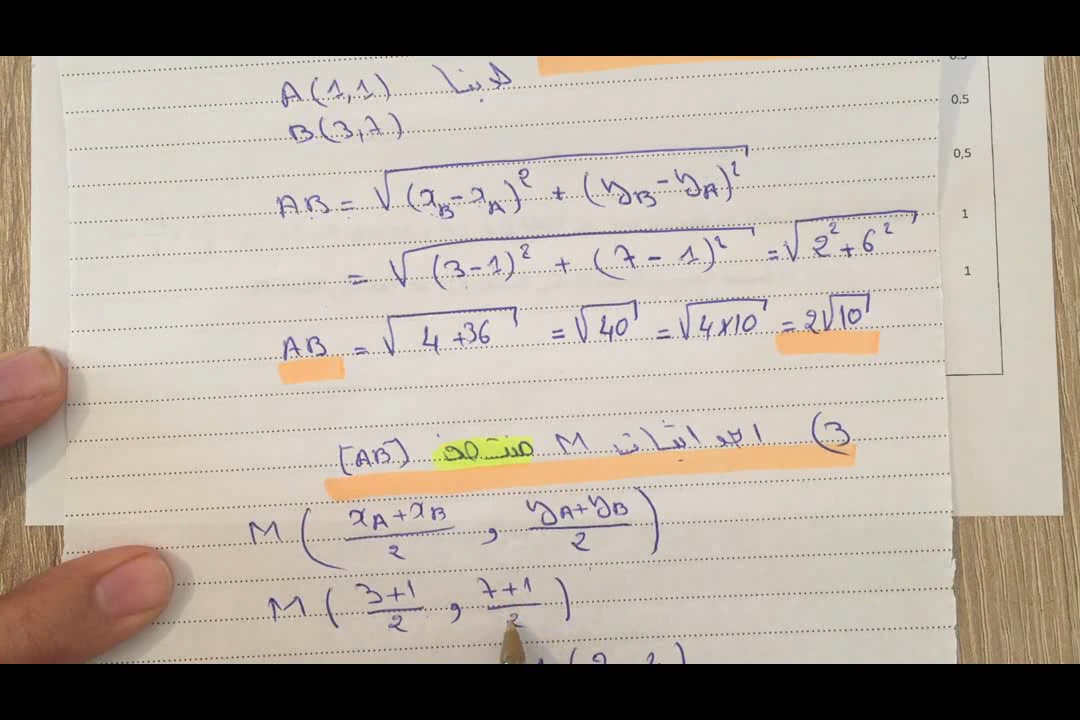 A(1,1) لدينا
B(3,7)
AB = √((x_B - x_A)² + (y_B - y_A)²)
= √((3-1)² + (7-1)²) = √(2² + 6²)
AB = √(4+36) = √40 = √(4×10) = 2√10
3) احداثيات M منتصف [AB]
M((x_A + x_B)/2 , (y_A + y_B)/2)
M((3+1)/2 , (7+1)/2)
0.5
0,5
1
1